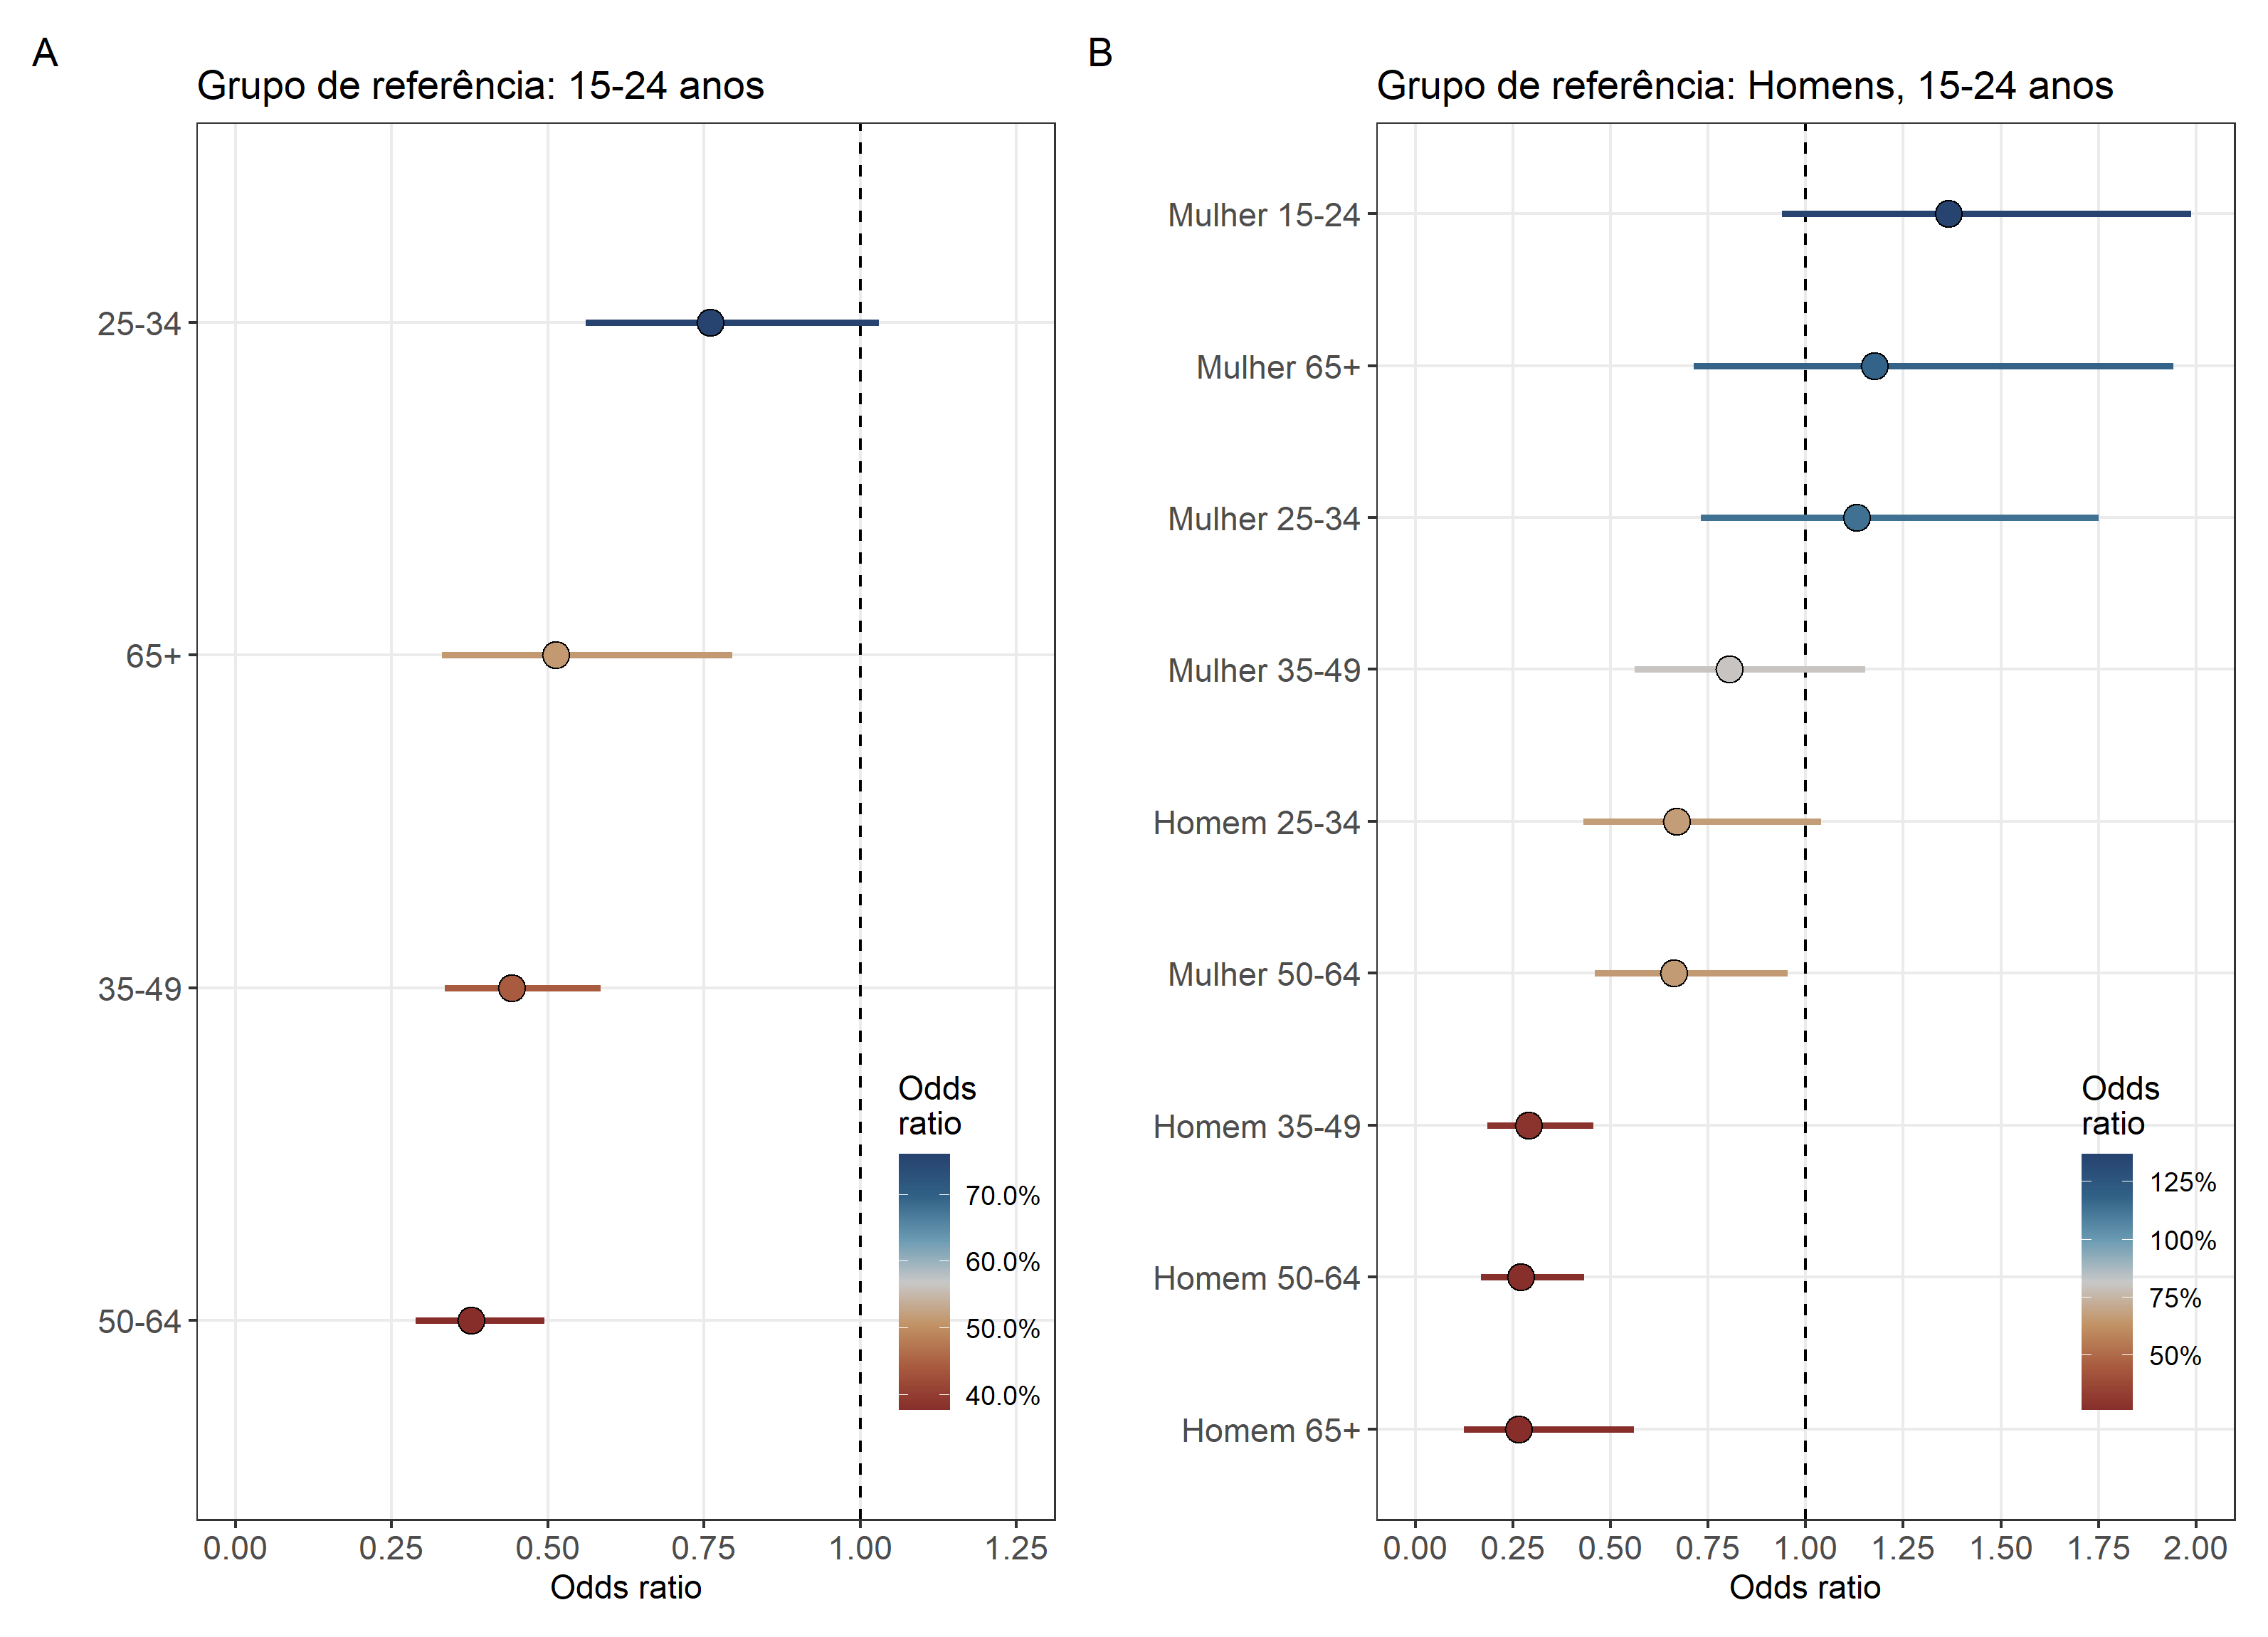 A
Grupo de referência: 15-24 anos
25-34
65+
35-49
50-64
Odds
ratio
70.0%
60.0%
50.0%
40.0%
0.00 0.25 0.50 0.75 1.00 1.25
Odds ratio
B
Grupo de referência: Homens, 15-24 anos
Mulher 15-24
Mulher 65+
Mulher 25-34
Mulher 35-49
Homem 25-34
Mulher 50-64
Homem 35-49
Homem 50-64
Homem 65+
Odds
ratio
125%
100%
75%
50%
0.00 0.25 0.50 0.75 1.00 1.25 1.50 1.75 2.00
Odds ratio